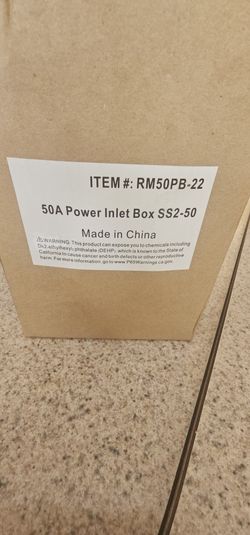 ITEM #: RM50PB-22
50A Power Inlet Box SS2-50
Made in China
⚠WARNING: This product can expose you to chemicals including
Di(2-ethylhexyl) phthalate (DEHP), which is known to the State of
California to cause cancer and birth defects or other reproductive
harm. For more information, go to www.P65Warnings.ca.gov.